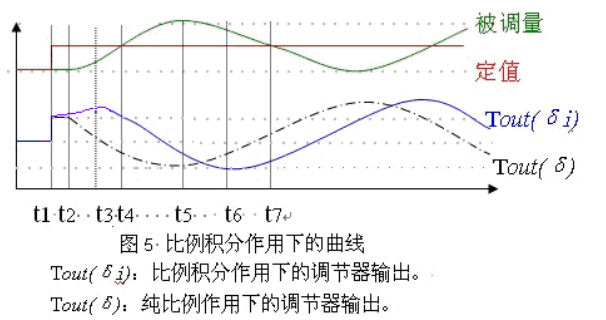 被调量
定值
Tout(δi)
Tout(δ)
t1 t2 t3 t4 t5 t6 t7
图 5 比例积分作用下的曲线
Tout(δi)：比例积分作用下的调节器输出。
Tout(δ)：纯比例作用下的调节器输出。